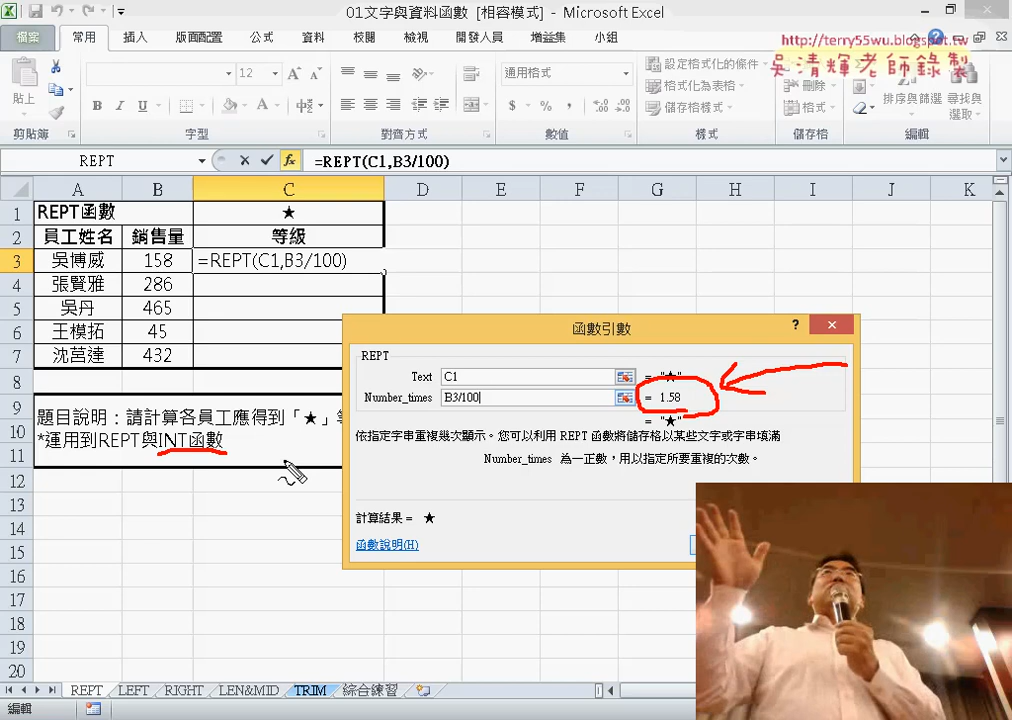 01文字與資料函數 [相容模式] - Microsoft Excel
檔案 常用 插入 版面配置 公式 資料 校閱 檢視 開發人員 增益集 小組
http://terry55wu.blogspot.tw
吳清輝老師錄製
貼上
12
通用格式
設定格式化的條件
格式化為表格
儲存格樣式
刪除
格式
排序與篩選 尋找與
選取
剪貼簿 字型 對齊方式 數值 樣式 儲存格 編輯
REPT =REPT(C1,B3/100)
A B C D E F G H I J K
1 REPT函數 ★
2 員工姓名 銷售量 等級
3 吳博威 158 =REPT(C1,B3/100)
4 張賢雅 286
5 吳丹 465
6 王模拓 45
7 沈莒達 432
8
9 題目說明：請計算各員工應得到「★」
10 *運用到REPT與INT函數
11
12
13
14
15
16
17
18
19
20
函數引數
REPT
Text C1 = "★"
Number_times B3/100 = 1.58
= "★"
依指定字串重複幾次顯示。您可以利用 REPT 函數將儲存格以某些文字或字串填滿
Number_times 為一正數，用以指定所要重複的次數。
計算結果 = ★
函數說明(H)
REPT LEFT RIGHT LEN&MID TRIM 綜合練習
編輯